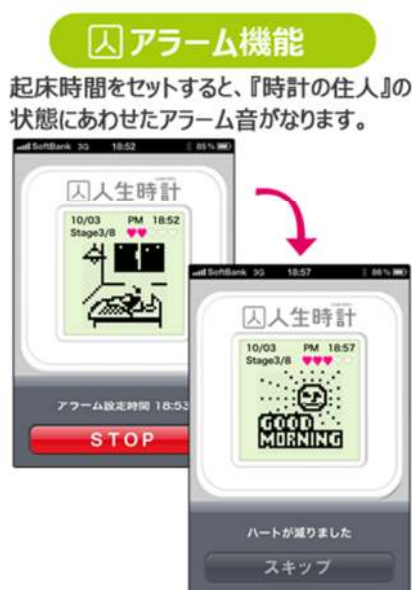 人 アラーム機能
起床時間をセットすると、『時計の住人』の
状態にあわせたアラーム音がなります。
SoftBank 3G 18:52 85%
人 人生時計
10/03 PM 18:52
Stage3/8
アラーム設定時間 18:53
STOP
SoftBank 3G 18:57 86%
人 人生時計
10/03 PM 18:57
Stage3/8
GOOD
MORNING
ハートが減りました
スキップ